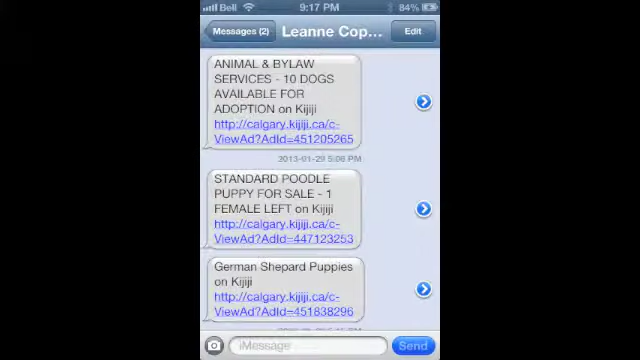 Bell 9:17 PM 84%
Messages (2) Leanne Cop... Edit
ANIMAL & BYLAW
SERVICES - 10 DOGS
AVAILABLE FOR
ADOPTION on Kijiji
http://calgary.kijiji.ca/c-
ViewAd?AdId=451205265
2013-01-29 5:06 PM
STANDARD POODLE
PUPPY FOR SALE - 1
FEMALE LEFT on Kijiji
http://calgary.kijiji.ca/c-
ViewAd?AdId=447123253
German Shepard Puppies
on Kijiji
http://calgary.kijiji.ca/c-
ViewAd?AdId=451838296
iMessage Send